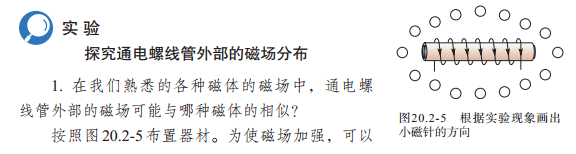 实 验
探究通电螺线管外部的磁场分布
1. 在我们熟悉的各种磁体的磁场中，通电螺
线管外部的磁场可能与哪种磁体的相似？
按照图20.2-5布置器材。为使磁场加强，可以
图20.2-5 根据实验现象画出
小磁针的方向